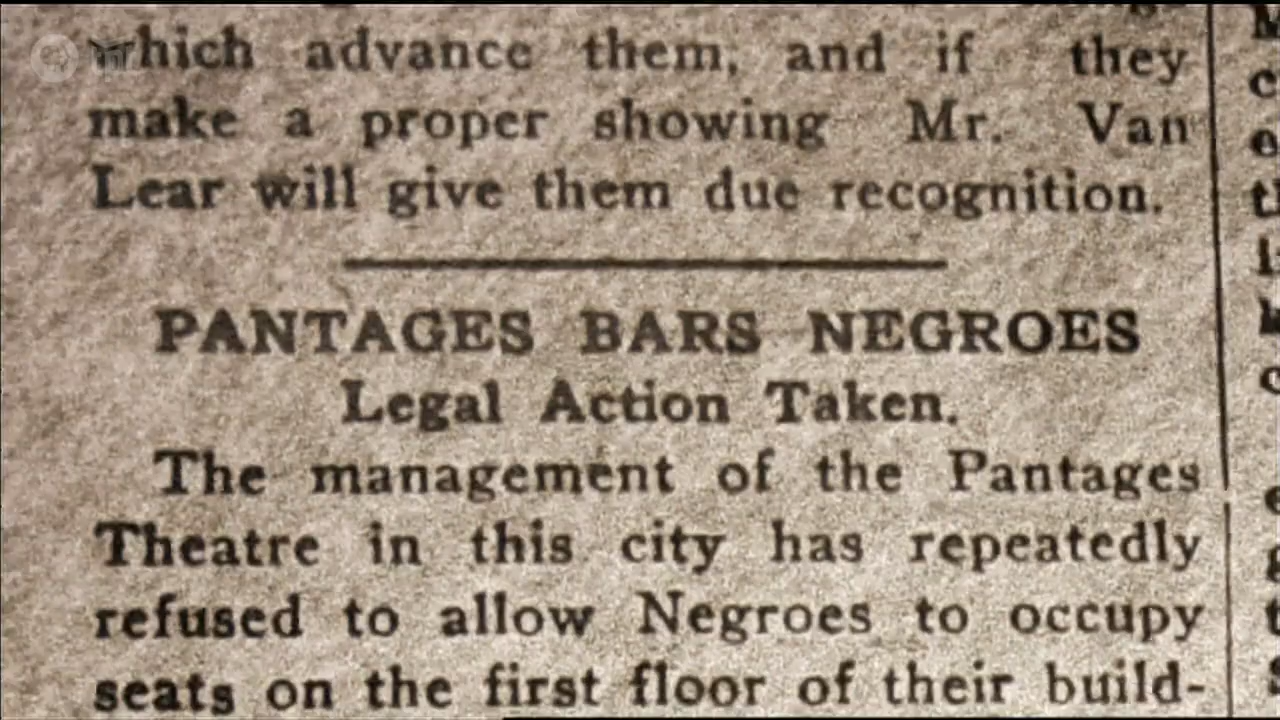 which advance them, and if they
make a proper showing Mr. Van
Lear will give them due recognition.
PANTAGES BARS NEGROES
Legal Action Taken.
The management of the Pantages
Theatre in this city has repeatedly
refused to allow Negroes to occupy
seats on the first floor of their build-